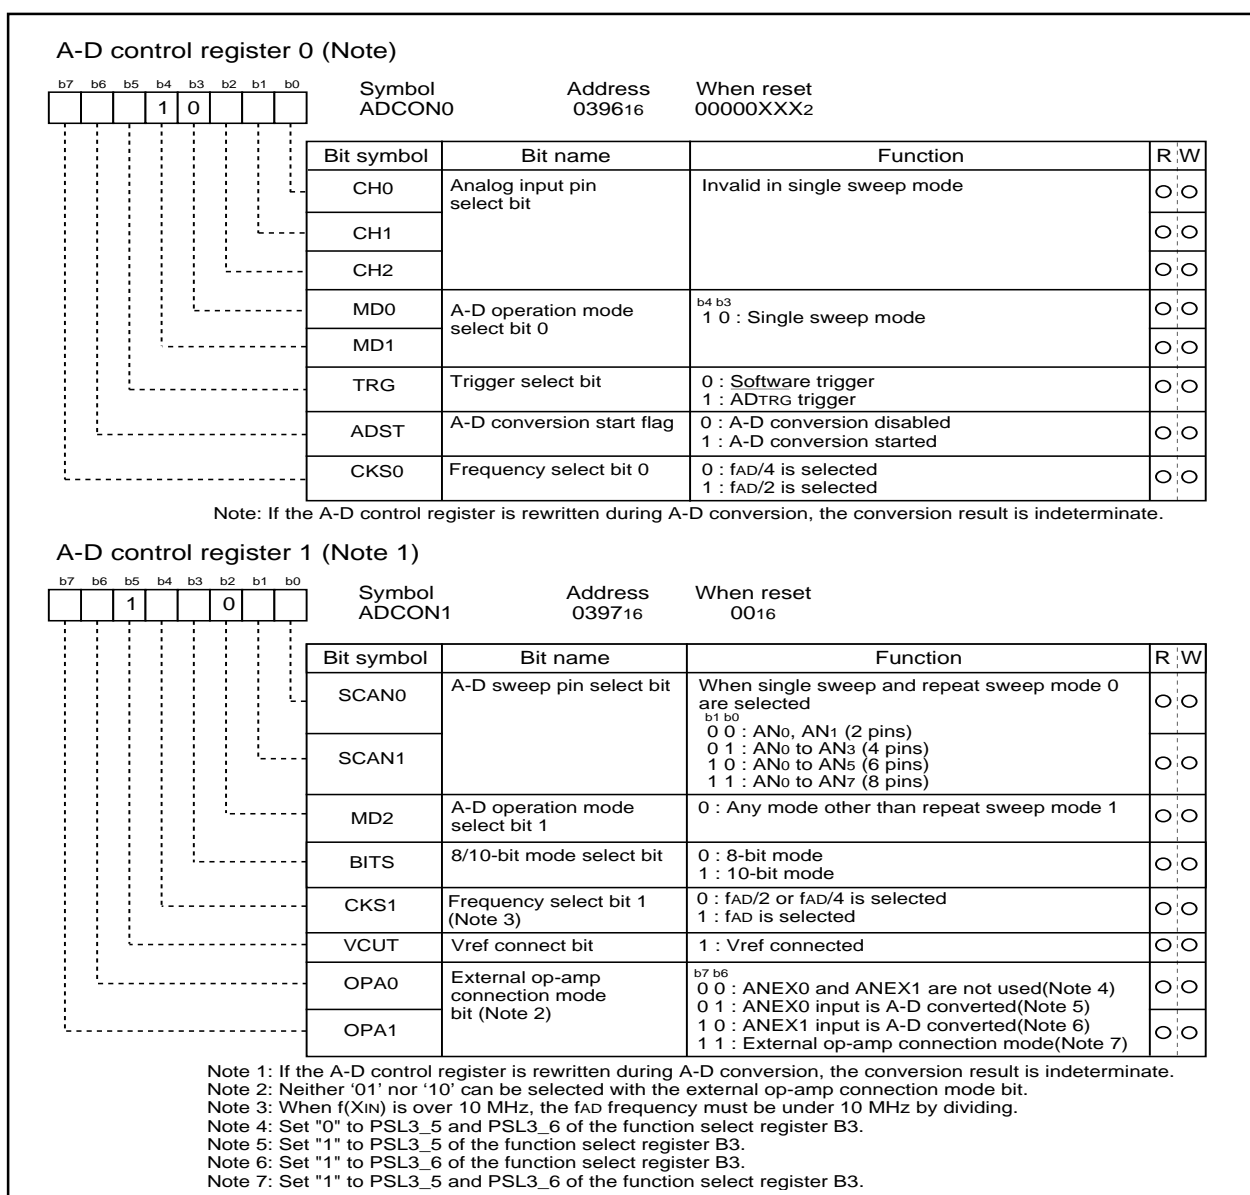 A-D control register 0 (Note)
b7 b6 b5 b4 b3 b2 b1 b0
1 0
Symbol Address When reset
ADCON0 039616 00000XXX2
Bit symbol Bit name Function R W
CH0 Analog input pin select bit Invalid in single sweep mode
CH1
CH2
MD0 A-D operation mode select bit 0 b4 b3
1 0 : Single sweep mode
MD1
TRG Trigger select bit 0 : Software trigger
1 : ADTRG trigger
ADST A-D conversion start flag 0 : A-D conversion disabled
1 : A-D conversion started
CKS0 Frequency select bit 0 0 : fAD/4 is selected
1 : fAD/2 is selected
Note: If the A-D control register is rewritten during A-D conversion, the conversion result is indeterminate.
A-D control register 1 (Note 1)
b7 b6 b5 b4 b3 b2 b1 b0
1 0
Symbol Address When reset
ADCON1 039716 0016
Bit symbol Bit name Function R W
SCAN0 A-D sweep pin select bit When single sweep and repeat sweep mode 0
are selected
b1 b0
0 0 : AN0, AN1 (2 pins)
0 1 : AN0 to AN3 (4 pins)
SCAN1 1 0 : AN0 to AN5 (6 pins)
1 1 : AN0 to AN7 (8 pins)
MD2 A-D operation mode select bit 1 0 : Any mode other than repeat sweep mode 1
BITS 8/10-bit mode select bit 0 : 8-bit mode
1 : 10-bit mode
CKS1 Frequency select bit 1 (Note 3) 0 : fAD/2 or fAD/4 is selected
1 : fAD is selected
VCUT Vref connect bit 1 : Vref connected
OPA0 External op-amp connection mode bit (Note 2) b7 b6
0 0 : ANEX0 and ANEX1 are not used(Note 4)
0 1 : ANEX0 input is A-D converted(Note 5)
OPA1 1 0 : ANEX1 input is A-D converted(Note 6)
1 1 : External op-amp connection mode(Note 7)
Note 1: If the A-D control register is rewritten during A-D conversion, the conversion result is indeterminate.
Note 2: Neither ‘01’ nor ‘10’ can be selected with the external op-amp connection mode bit.
Note 3: When f(XIN) is over 10 MHz, the fAD frequency must be under 10 MHz by dividing.
Note 4: Set "0" to PSL3_5 and PSL3_6 of the function select register B3.
Note 5: Set "1" to PSL3_5 of the function select register B3.
Note 6: Set "1" to PSL3_6 of the function select register B3.
Note 7: Set "1" to PSL3_5 and PSL3_6 of the function select register B3.